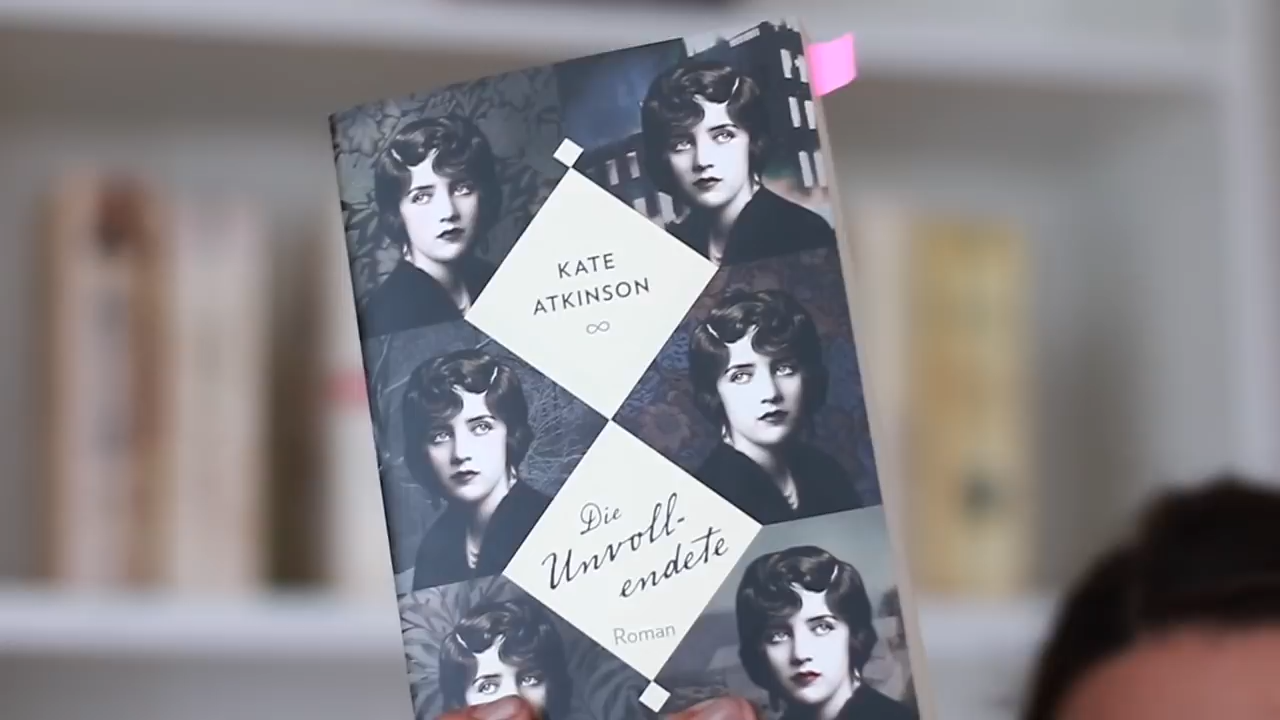 KATE
ATKINSON
∞
Die
Unvoll-
endete
Roman